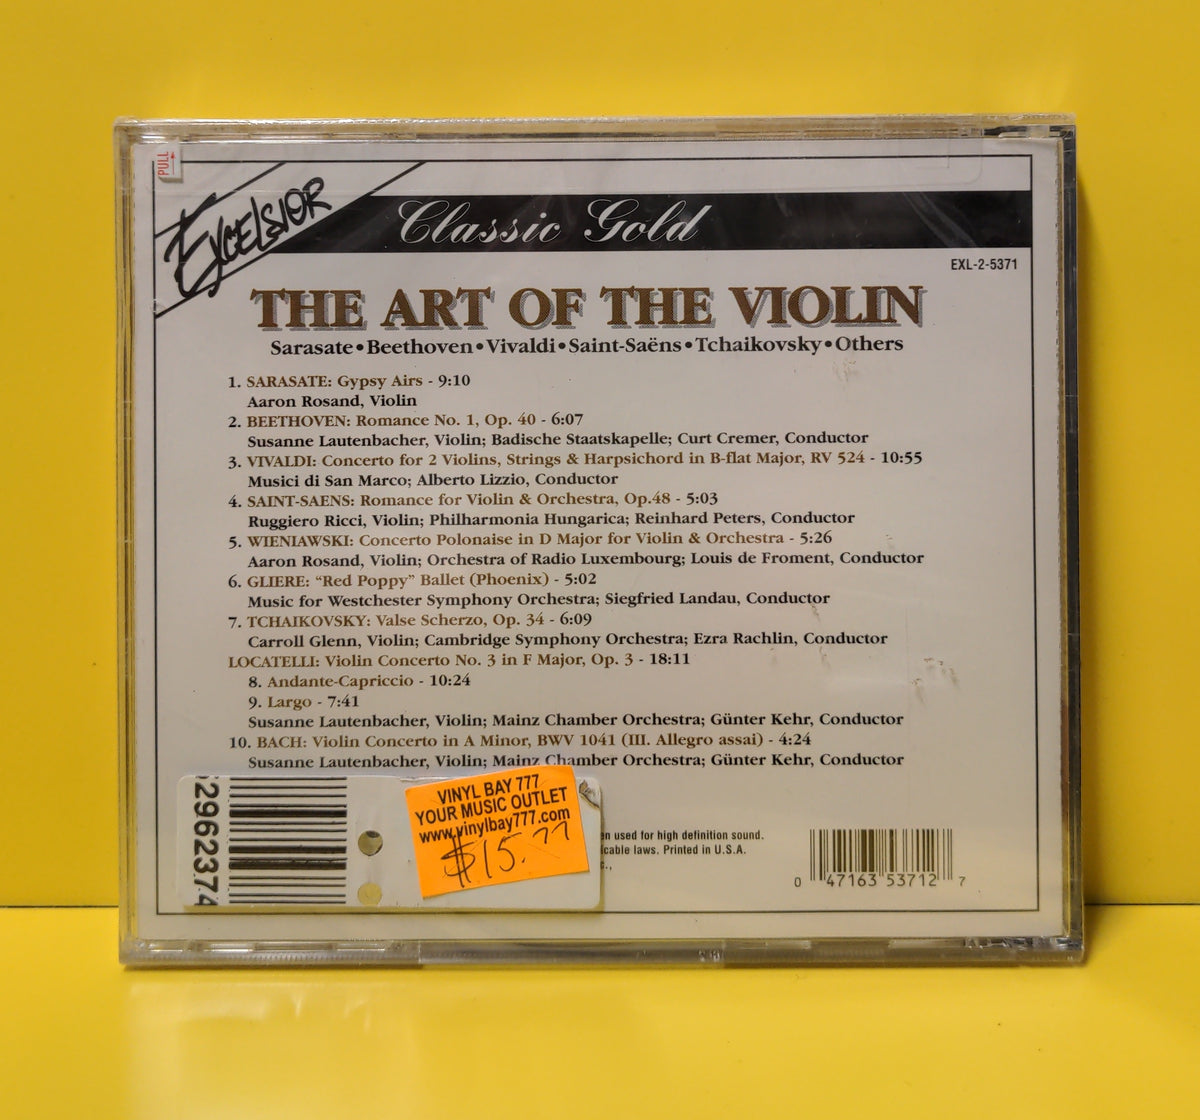 PULL
EXCELSIOR
Classic Gold
EXL-2-5371
THE ART OF THE VIOLIN
Sarasate•Beethoven•Vivaldi•Saint-Saëns•Tchaikovsky•Others
1. SARASATE: Gypsy Airs - 9:10
Aaron Rosand, Violin
2. BEETHOVEN: Romance No. 1, Op. 40 - 6:07
Susanne Lautenbacher, Violin; Badische Staatskapelle; Curt Cremer, Conductor
3. VIVALDI: Concerto for 2 Violins, Strings & Harpsichord in B-flat Major, RV 524 - 10:55
Musici di San Marco; Alberto Lizzio, Conductor
4. SAINT-SAENS: Romance for Violin & Orchestra, Op.48 - 5:03
Ruggiero Ricci, Violin; Philharmonia Hungarica; Reinhard Peters, Conductor
5. WIENIAWSKI: Concerto Polonaise in D Major for Violin & Orchestra - 5:26
Aaron Rosand, Violin; Orchestra of Radio Luxembourg; Louis de Froment, Conductor
6. GLIERE: “Red Poppy” Ballet (Phoenix) - 5:02
Music for Westchester Symphony Orchestra; Siegfried Landau, Conductor
7. TCHAIKOVSKY: Valse Scherzo, Op. 34 - 6:09
Carroll Glenn, Violin; Cambridge Symphony Orchestra; Ezra Rachlin, Conductor
LOCATELLI: Violin Concerto No. 3 in F Major, Op. 3 - 18:11
8. Andante-Capriccio - 10:24
9. Largo - 7:41
Susanne Lautenbacher, Violin; Mainz Chamber Orchestra; Günter Kehr, Conductor
10. BACH: Violin Concerto in A Minor, BWV 1041 (III. Allegro assai) - 4:24
Susanne Lautenbacher, Violin; Mainz Chamber Orchestra; Günter Kehr, Conductor
2962374
VINYL BAY 777
YOUR MUSIC OUTLET
www.vinylbay777.com
$15.77
used for high definition sound.
laws. Printed in U.S.A.
0 47163 53712 7